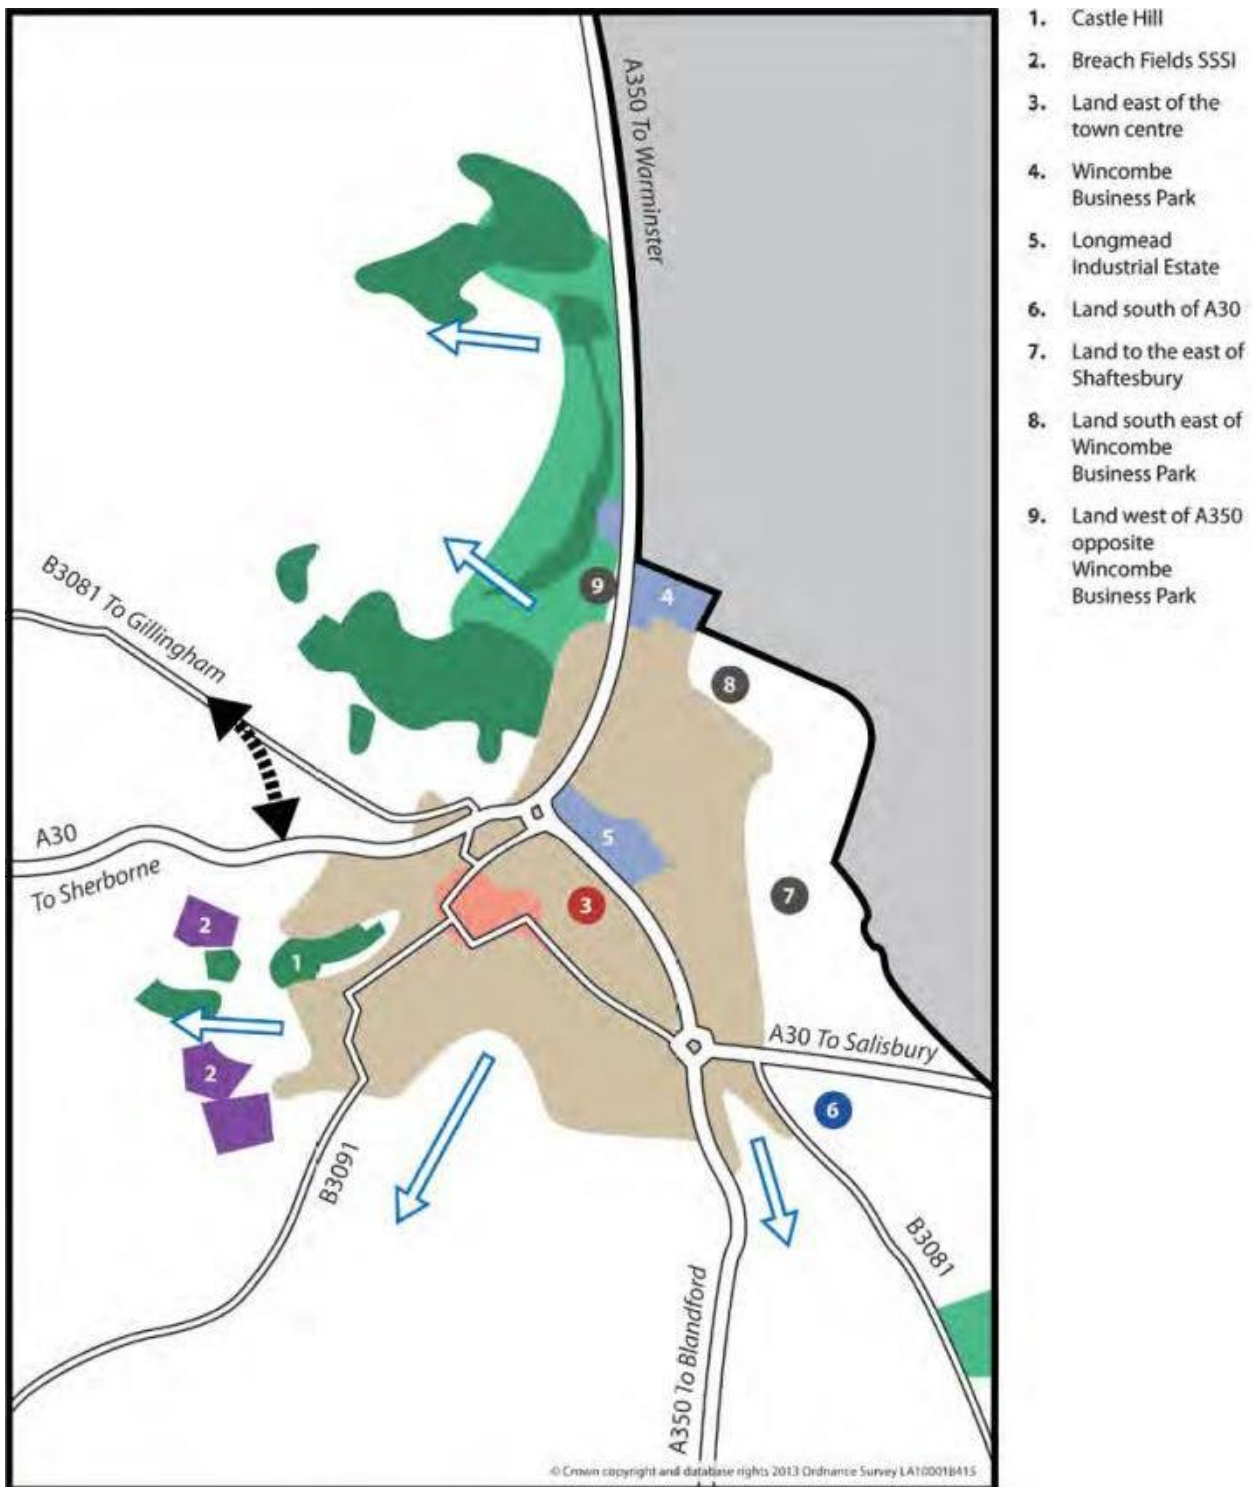 1. Castle Hill
2. Breach Fields SSSI
3. Land east of the
town centre
4. Wincombe
Business Park
5. Longmead
Industrial Estate
6. Land south of A30
7. Land to the east of
Shaftesbury
8. Land south east of
Wincombe
Business Park
9. Land west of A350
opposite
Wincombe
Business Park
A350 To Warminster
9
4
B3081 To Gillingham
8
A30
To Sherborne
5
3
7
2
1
2
A30 To Salisbury
6
B3091
B3081
A350 To Blandford
© Crown copyright and database rights 2013 Ordnance Survey LA100018415